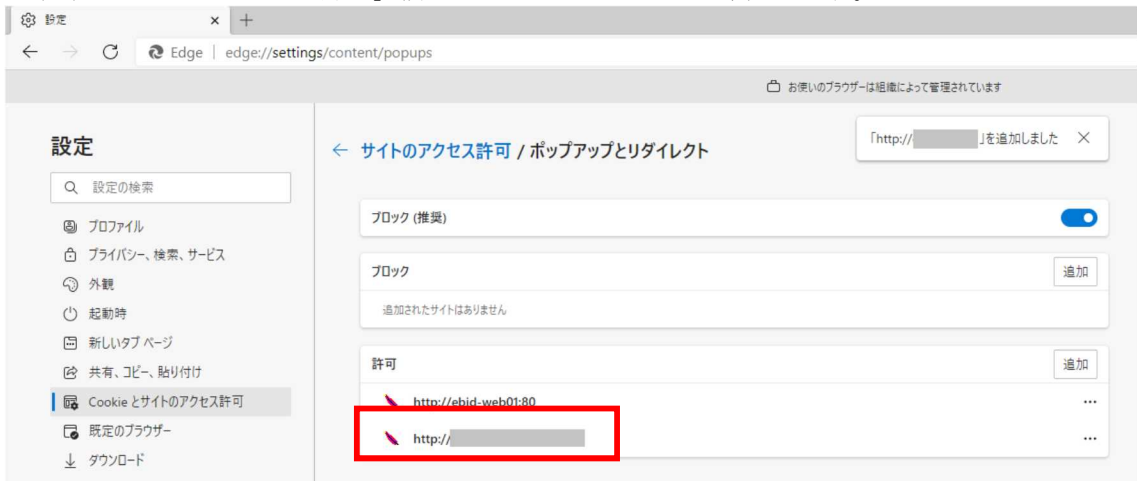 設定
Edge | edge://settings/content/popups
お使いのブラウザーは組織によって管理されています
設定
設定の検索
プロファイル
プライバシー、検索、サービス
外観
起動時
新しいタブ ページ
共有、コピー、貼り付け
Cookie とサイトのアクセス許可
既定のブラウザー
ダウンロード
サイトのアクセス許可 / ポップアップとリダイレクト
「http:// 」を追加しました
ブロック (推奨)
ブロック
追加
追加されたサイトはありません
許可
追加
http://ebid-web01:80
http://